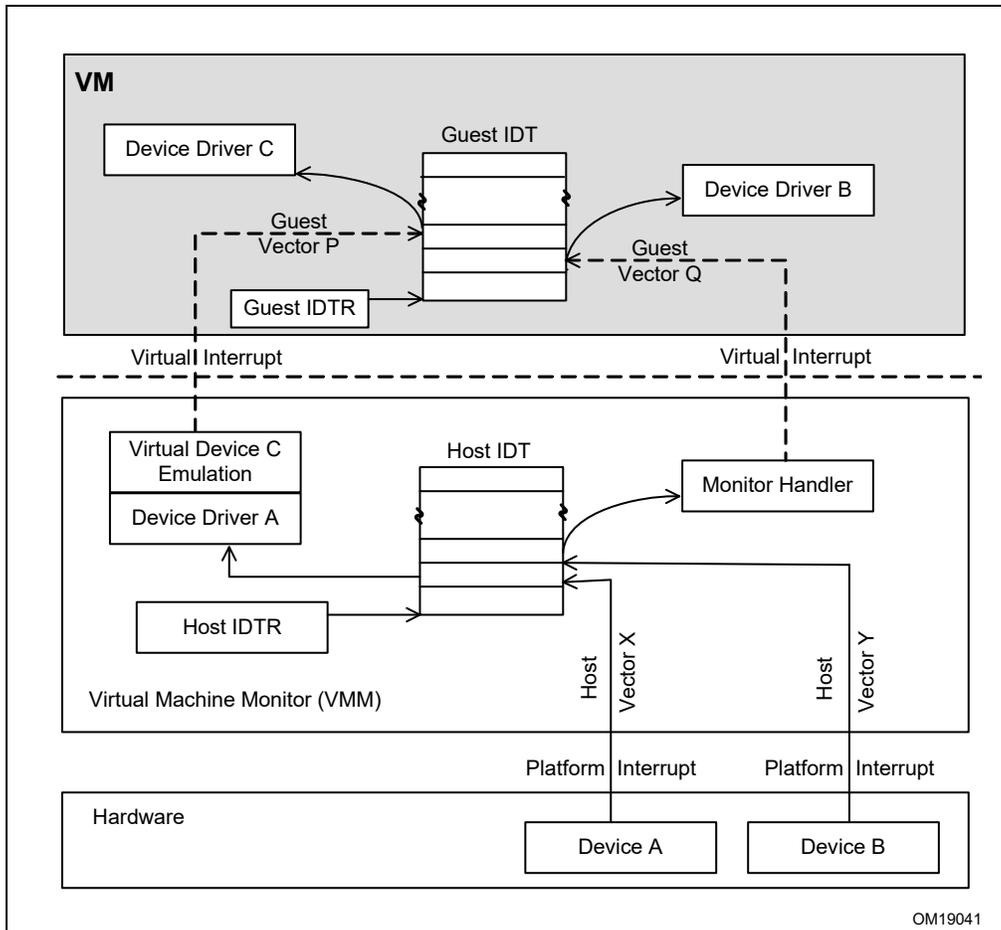 VM
Device Driver C
Guest IDT
Device Driver B
Guest
Vector P
Guest
Vector Q
Guest IDTR
Virtual Interrupt
Virtual Interrupt
Virtual Device C
Emulation
Device Driver A
Host IDT
Monitor Handler
Host IDTR
Host
Vector X
Host
Vector Y
Virtual Machine Monitor (VMM)
Platform Interrupt
Platform Interrupt
Hardware
Device A
Device B
OM19041